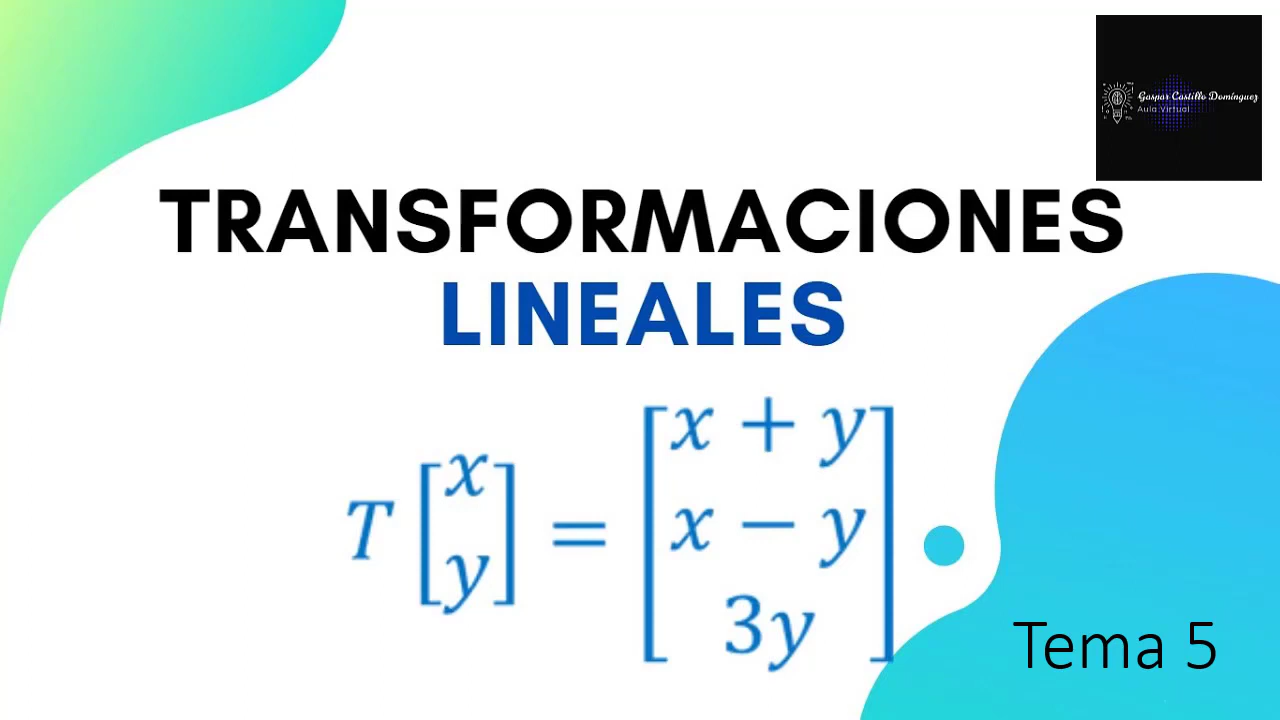 Gaspar Castillo Domínguez
Aula Virtual
TRANSFORMACIONES
LINEALES
T [x y] = [x + y x − y 3y]
Tema 5